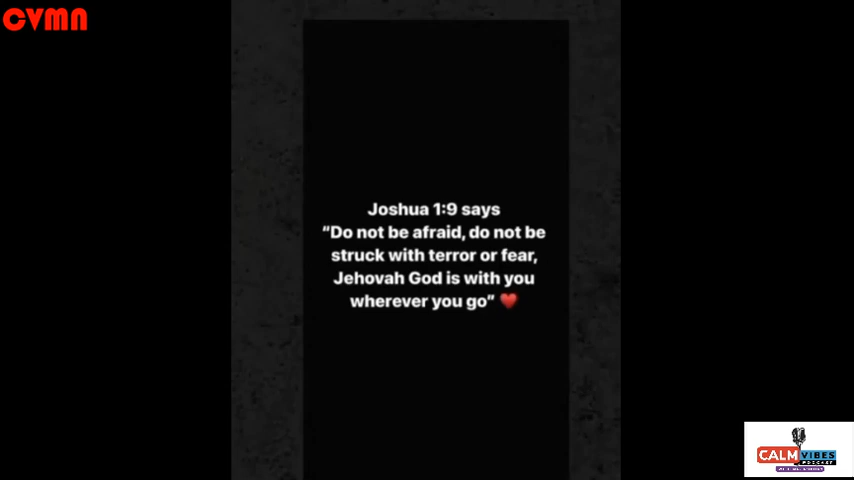 CVMN
Joshua 1:9 says
"Do not be afraid, do not be
struck with terror or fear,
Jehovah God is with you
wherever you go" ❤️
CALM VIBES
PODCAST